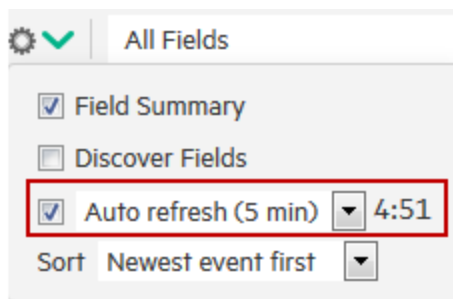 All Fields
Field Summary
Discover Fields
Auto refresh (5 min) 4:51
Sort Newest event first